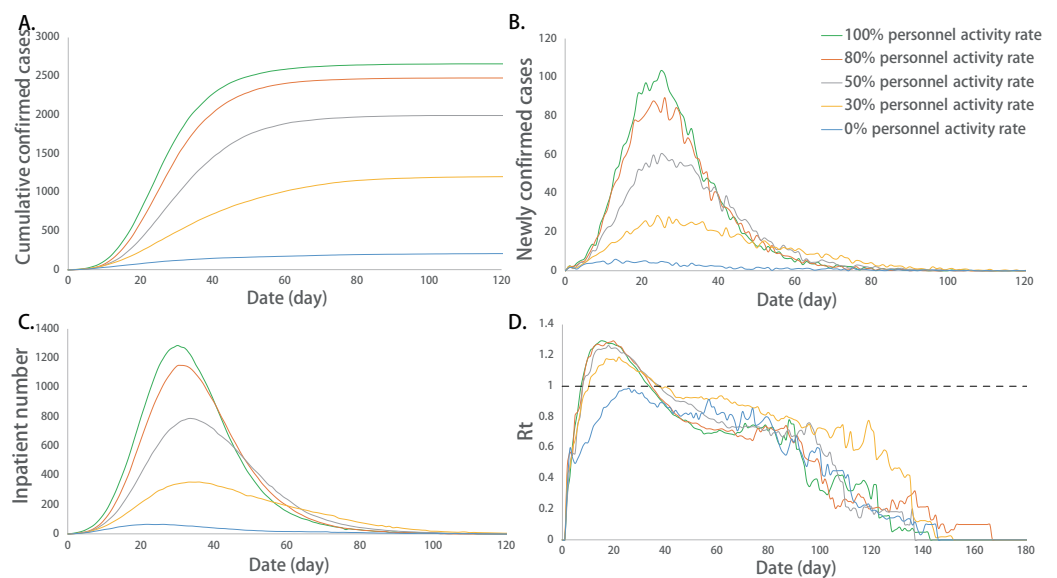 A.
3000
2500
2000
1500
1000
500
0
Cumulative confirmed cases
0 20 40 60 80 100 120
Date (day)
B.
120
100
80
60
40
20
0
Newly confirmed cases
0 20 40 60 80 100 120
Date (day)
100% personnel activity rate
80% personnel activity rate
50% personnel activity rate
30% personnel activity rate
0% personnel activity rate
C.
1400
1200
1000
800
600
400
200
0
Inpatient number
0 20 40 60 80 100 120
Date (day)
D.
1.4
1.2
1
0.8
0.6
0.4
0.2
0
Rt
0 20 40 60 80 100 120 140 160 180
Date (day)